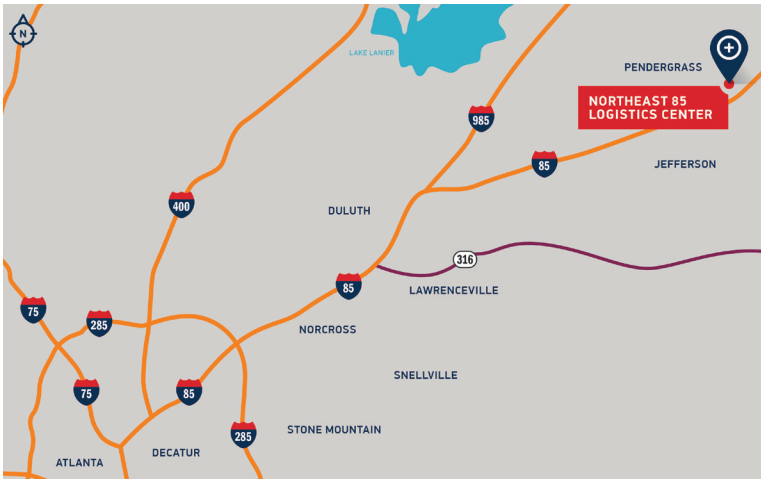 N
LAKE LANIER
PENDERGRASS
NORTHEAST 85
LOGISTICS CENTER
985
85
JEFFERSON
400
DULUTH
316
85
LAWRENCEVILLE
75
285
NORCROSS
SNELLVILLE
75
85
285
STONE MOUNTAIN
DECATUR
ATLANTA